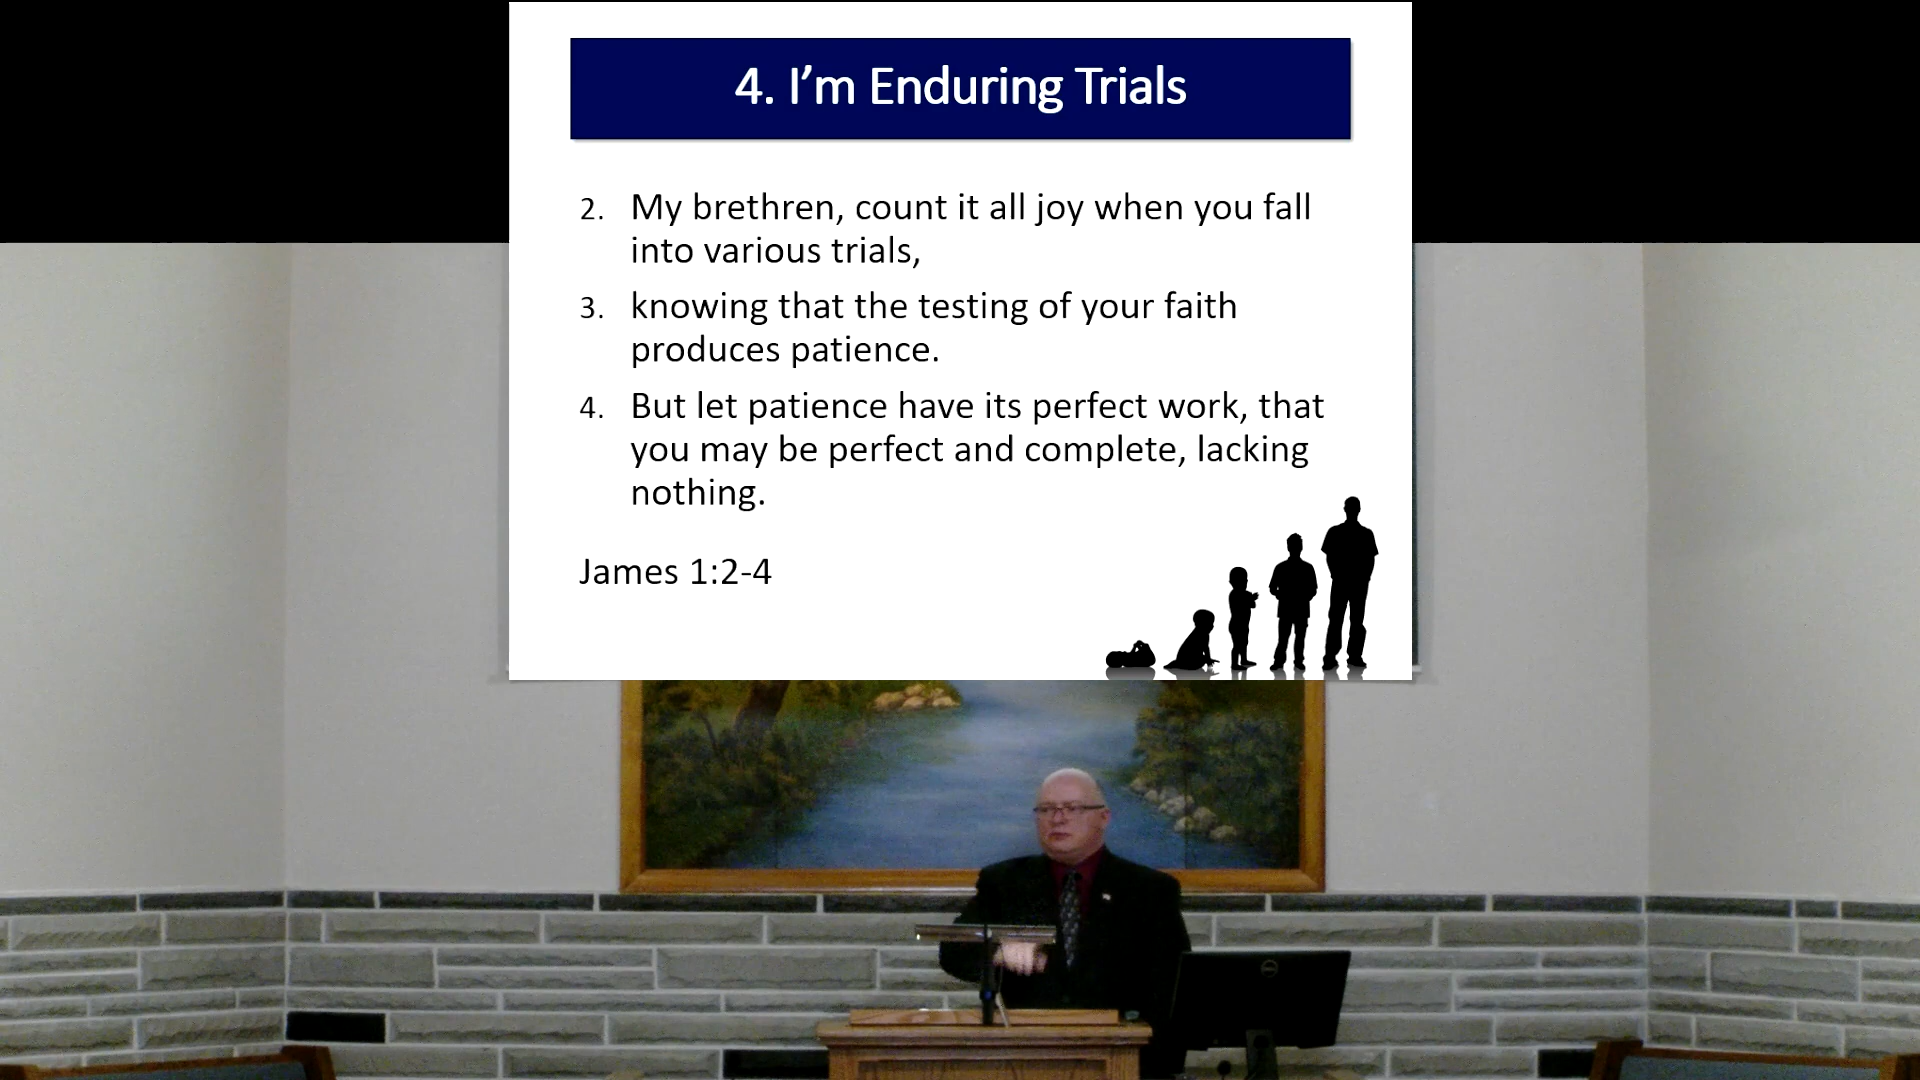 4. I’m Enduring Trials
2. My brethren, count it all joy when you fall
into various trials,
3. knowing that the testing of your faith
produces patience.
4. But let patience have its perfect work, that
you may be perfect and complete, lacking
nothing.
James 1:2-4
DELL